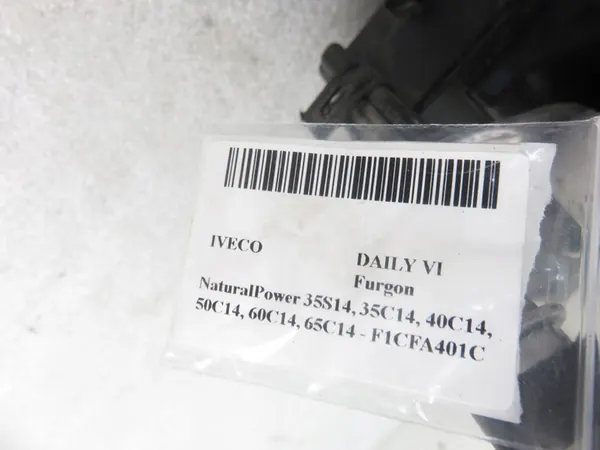 IVECO DAILY VI
Furgon
NaturalPower 35S14, 35C14, 40C14,
50C14, 60C14, 65C14 - F1CFA401C